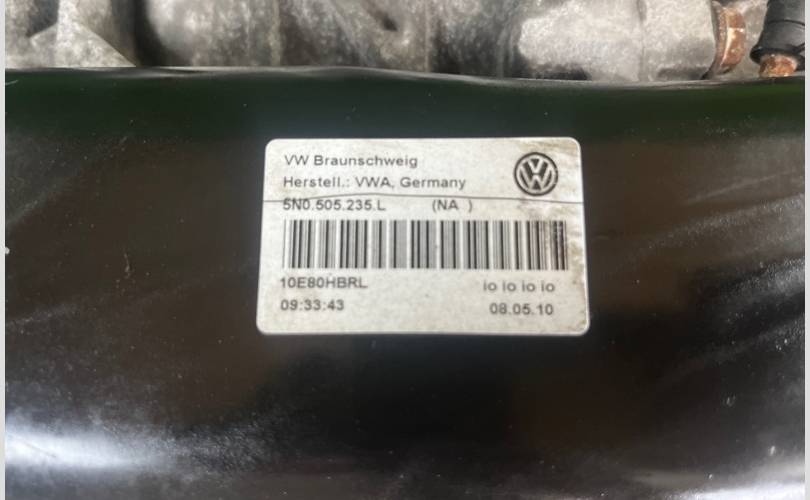 VW Braunschweig
Herstell.: VWA, Germany
5N0.505.235.L (NA )
10E80HBRL io io io io
09:33:43 08.05.10